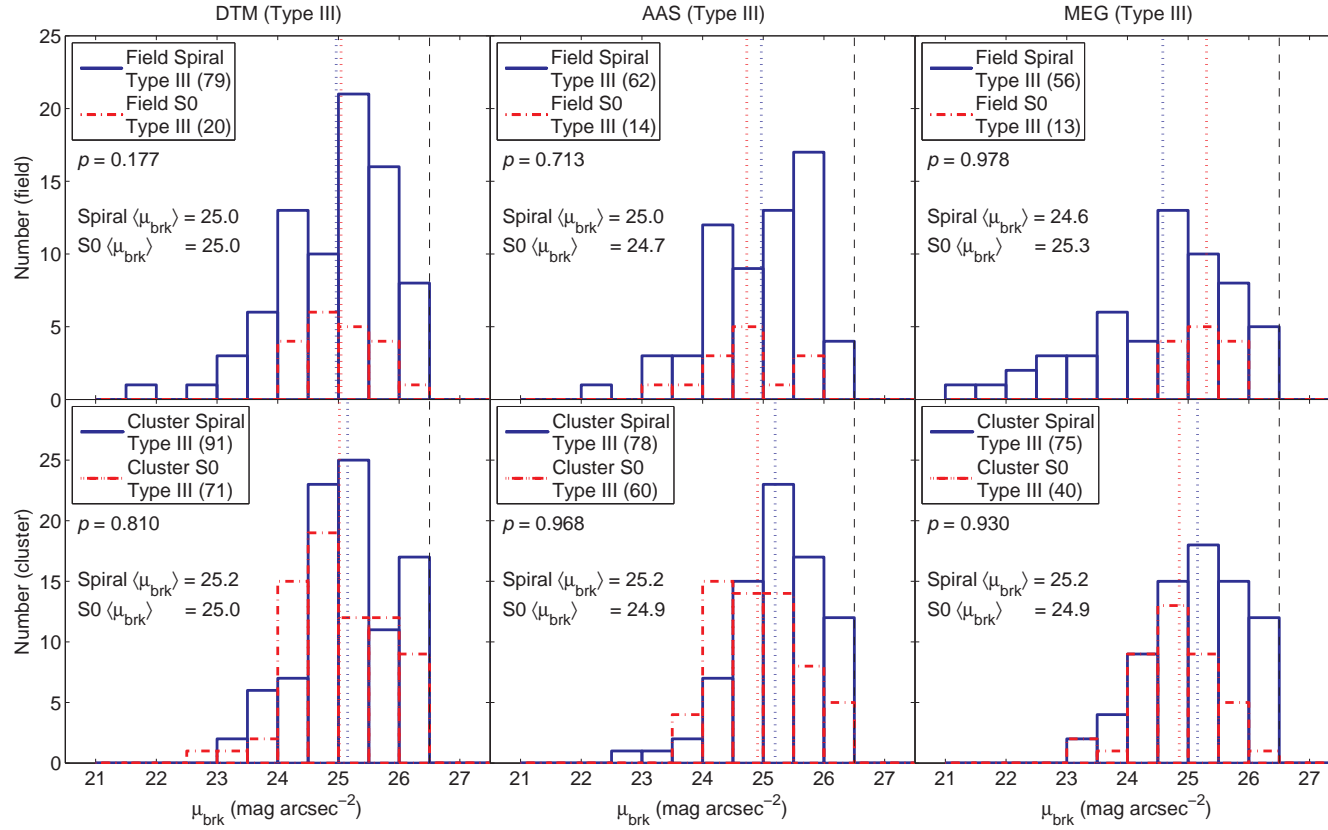 DTM (Type III)
AAS (Type III)
MEG (Type III)
25
20
15
10
5
0
Number (field)
Field Spiral
Type III (79)
Field S0
Type III (20)
p = 0.177
Spiral ⟨μbrk⟩ = 25.0
S0 ⟨μbrk⟩ = 25.0
Field Spiral
Type III (62)
Field S0
Type III (14)
p = 0.713
Spiral ⟨μbrk⟩ = 25.0
S0 ⟨μbrk⟩ = 24.7
Field Spiral
Type III (56)
Field S0
Type III (13)
p = 0.978
Spiral ⟨μbrk⟩ = 24.6
S0 ⟨μbrk⟩ = 25.3
25
20
15
10
5
0
Number (cluster)
Cluster Spiral
Type III (91)
Cluster S0
Type III (71)
p = 0.810
Spiral ⟨μbrk⟩ = 25.2
S0 ⟨μbrk⟩ = 25.0
Cluster Spiral
Type III (78)
Cluster S0
Type III (60)
p = 0.968
Spiral ⟨μbrk⟩ = 25.2
S0 ⟨μbrk⟩ = 24.9
Cluster Spiral
Type III (75)
Cluster S0
Type III (40)
p = 0.930
Spiral ⟨μbrk⟩ = 25.2
S0 ⟨μbrk⟩ = 24.9
21 22 23 24 25 26 27
21 22 23 24 25 26 27
21 22 23 24 25 26 27
μbrk (mag arcsec⁻²)
μbrk (mag arcsec⁻²)
μbrk (mag arcsec⁻²)